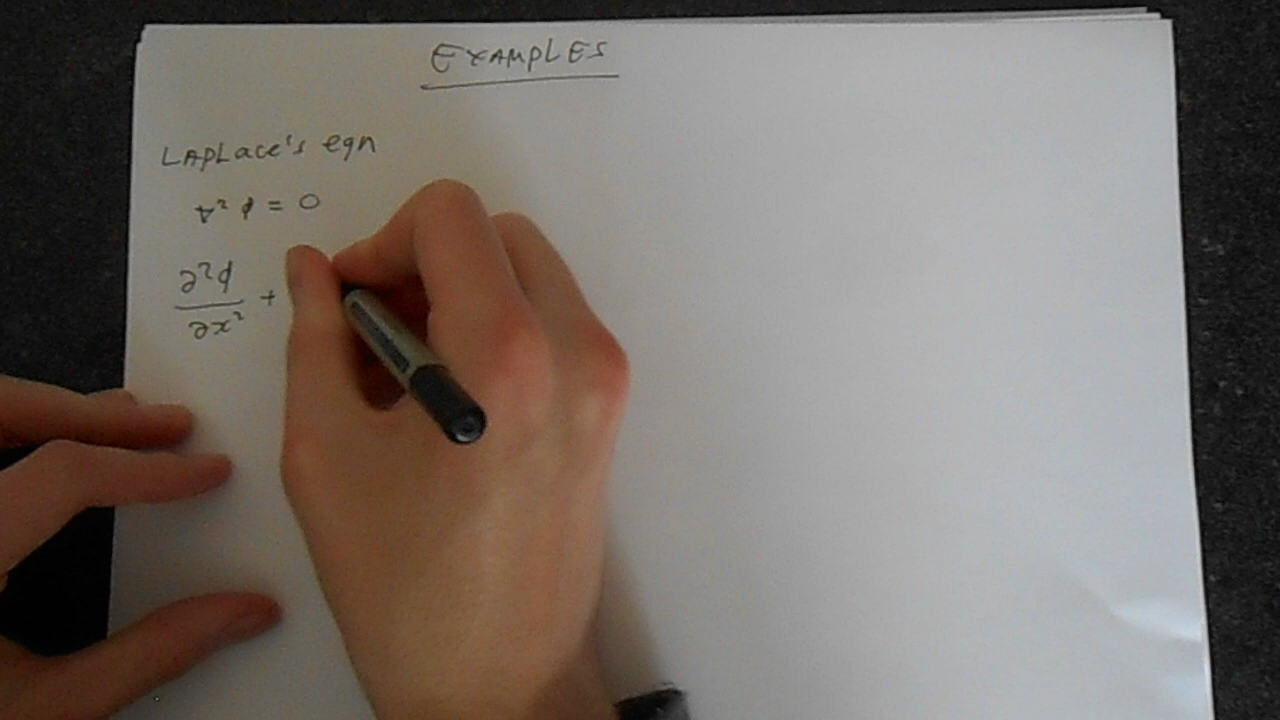 EXAMPLES
LAPLace's eqn
∇²ϕ = 0
∂²ϕ/∂x² +